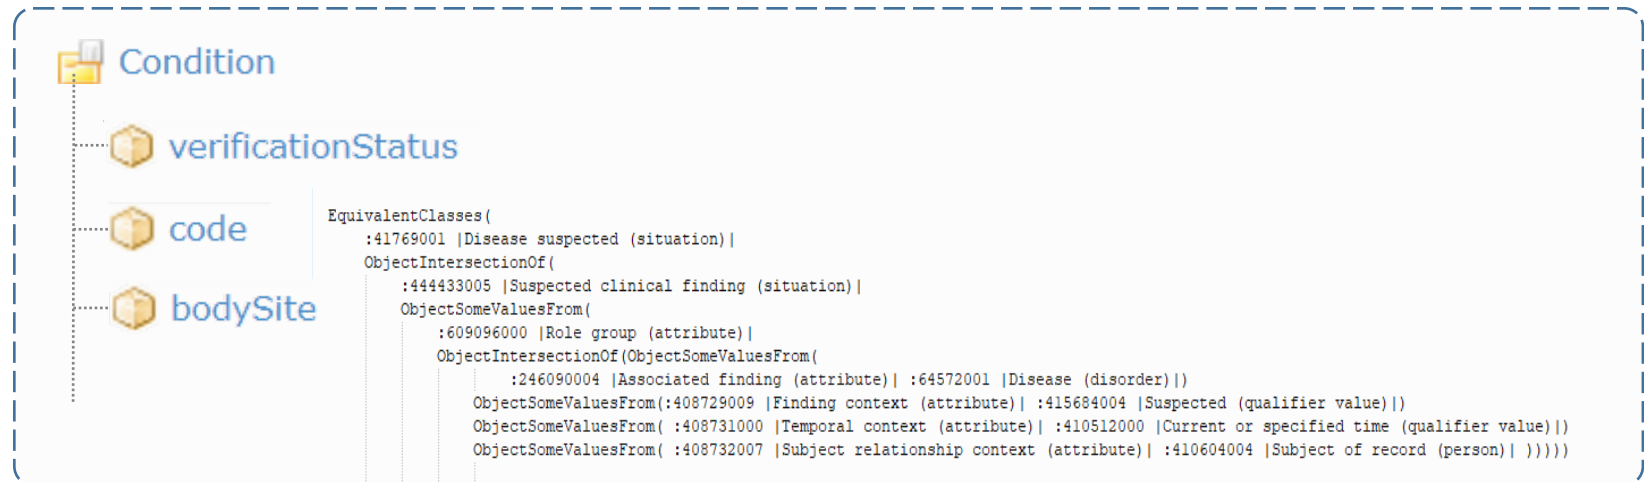 Condition
verificationStatus
code
bodySite
EquivalentClasses(
:41769001 |Disease suspected (situation)|
ObjectIntersectionOf(
:444433005 |Suspected clinical finding (situation)|
ObjectSomeValuesFrom(
:609096000 |Role group (attribute)|
ObjectIntersectionOf(ObjectSomeValuesFrom(
:246090004 |Associated finding (attribute)| :64572001 |Disease (disorder)|)
ObjectSomeValuesFrom(:408729009 |Finding context (attribute)| :415684004 |Suspected (qualifier value)|)
ObjectSomeValuesFrom( :408731000 |Temporal context (attribute)| :410512000 |Current or specified time (qualifier value)|)
ObjectSomeValuesFrom( :408732007 |Subject relationship context (attribute)| :410604004 |Subject of record (person)| )))))